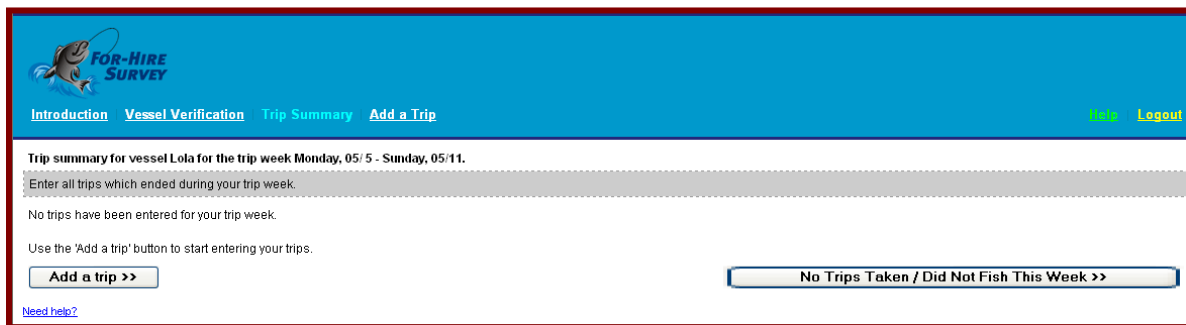 FOR-HIRE
SURVEY
Introduction Vessel Verification Trip Summary Add a Trip Help Logout
Trip summary for vessel Lola for the trip week Monday, 05/ 5 - Sunday, 05/11.
Enter all trips which ended during your trip week.
No trips have been entered for your trip week.
Use the 'Add a trip' button to start entering your trips.
Add a trip >> No Trips Taken / Did Not Fish This Week >>
Need help?